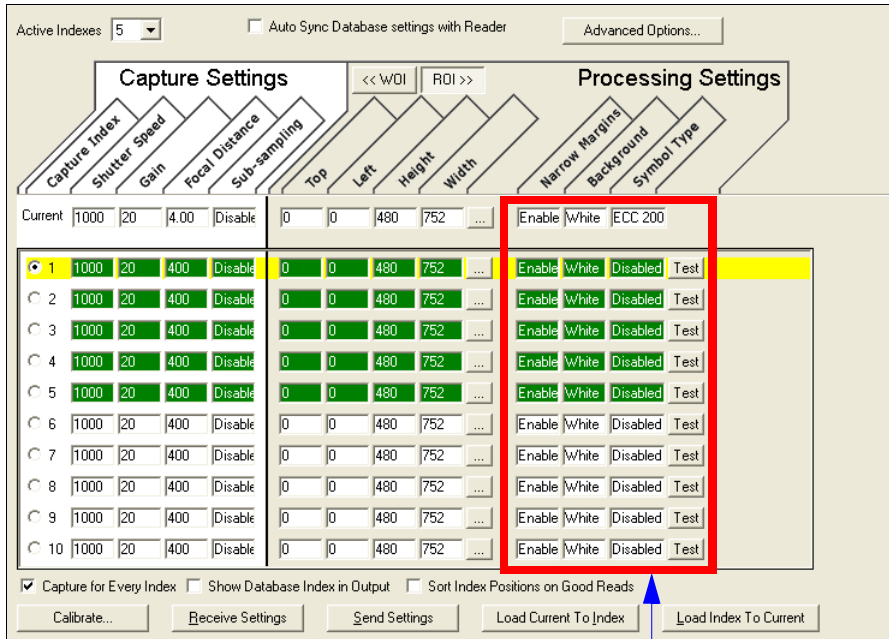 Active Indexes 5 Auto Sync Database settings with Reader Advanced Options...
Capture Settings << WOI ROI >> Processing Settings
Capture Index Shutter Speed Gain Focal Distance Sub-sampling Top Left Height Width Narrow Margins Background Symbol Type
Current 1000 20 4.00 Disable 0 0 480 752 ... Enable White ECC 200
1 1000 20 400 Disable 0 0 480 752 ... Enable White Disabled Test
2 1000 20 400 Disable 0 0 480 752 ... Enable White Disabled Test
3 1000 20 400 Disable 0 0 480 752 ... Enable White Disabled Test
4 1000 20 400 Disable 0 0 480 752 ... Enable White Disabled Test
5 1000 20 400 Disable 0 0 480 752 ... Enable White Disabled Test
6 1000 20 400 Disable 0 0 480 752 ... Enable White Disabled Test
7 1000 20 400 Disable 0 0 480 752 ... Enable White Disabled Test
8 1000 20 400 Disable 0 0 480 752 ... Enable White Disabled Test
9 1000 20 400 Disable 0 0 480 752 ... Enable White Disabled Test
10 1000 20 400 Disable 0 0 480 752 ... Enable White Disabled Test
Capture for Every Index Show Database Index in Output Sort Index Positions on Good Reads
Calibrate... Receive Settings Send Settings Load Current To Index Load Index To Current